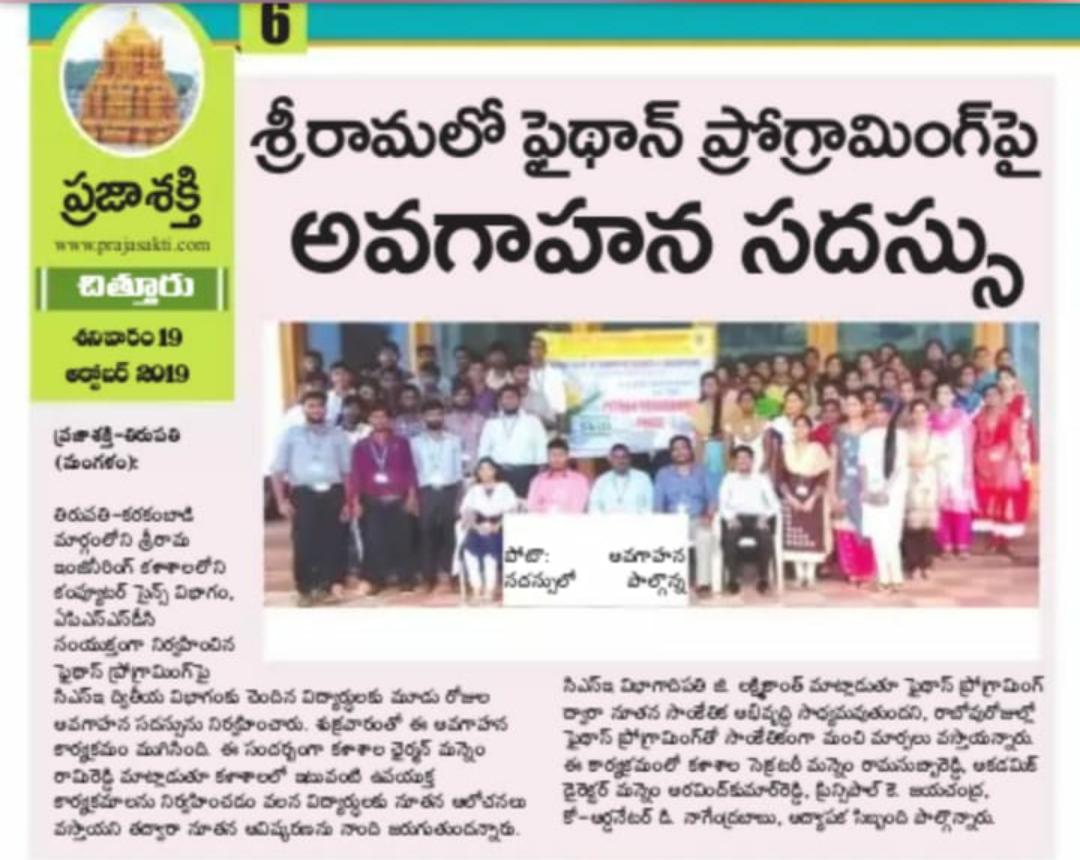 6
ప్రజాశక్తి
www.prajasakti.com
చిత్తూరు
శనివారం 19
అక్టోబర్ 2019
శ్రీరామలో ఫైథాన్ ప్రోగ్రామింగ్‌పై
అవగాహన సదస్సు
ప్రజాశక్తి-తిరుపతి
(మంగళం):
తిరుపతి-కరకంబాడి
మార్గంలోని శ్రీరామ
ఇంజనీరింగ్ కళాశాలలోని
కంప్యూటర్ సైన్స్ విభాగం,
ఏపిఎస్ఎస్‌డీసి
సంయుక్తంగా నిర్వహించిన
ఫైథాన్ ప్రోగ్రామింగ్‌పై
సిఎస్ఇ ద్వితీయ విభాగంకు చెందిన విద్యార్థులకు మూడు రోజుల
అవగాహన సదస్సును నిర్వహించారు. శుక్రవారంతో ఈ అవగాహన
కార్యక్రమం ముగిసింది. ఈ సందర్భంగా కళాశాల ఛైర్మన్ మన్నెం
రామిరెడ్డి మాట్లాడుతూ కళాశాలలో ఇటువంటి ఉపయుక్త
కార్యక్రమాలను నిర్వహించడం వలన విద్యార్థులకు నూతన ఆలోచనలు
వస్తాయని తద్వారా నూతన ఆవిష్కరణను నాంది జరుగుతుందన్నారు.
ఫోటో: అవగాహన
సదస్సులో పాల్గొన్న
సిఎస్ఇ విభాగాధిపతి జి. లక్ష్మీకాంత్ మాట్లాడుతూ ఫైథాన్ ప్రోగ్రామింగ్
ద్వారా నూతన సాంకేతిక అభివృద్ధి సాధ్యమవుతుందని, రాబోవురోజుల్లో
ఫైథాన్ ప్రోగ్రామింగ్‌తో సాంకేతికంగా మంచి మార్పులు వస్తాయన్నారు.
ఈ కార్యక్రమంలో కళాశాల సెక్రటరీ మన్నెం రామసుబ్బారెడ్డి, అకడమిక్
డైరెక్టర్ మన్నెం అరవింద్‌కుమార్‌రెడ్డి, ప్రిన్సిపాల్ కె. జయచంద్ర,
కో-ఆర్డినేటర్ డి. నాగేంద్రబాబు, అధ్యాపక సిబ్బంది పాల్గొన్నారు.